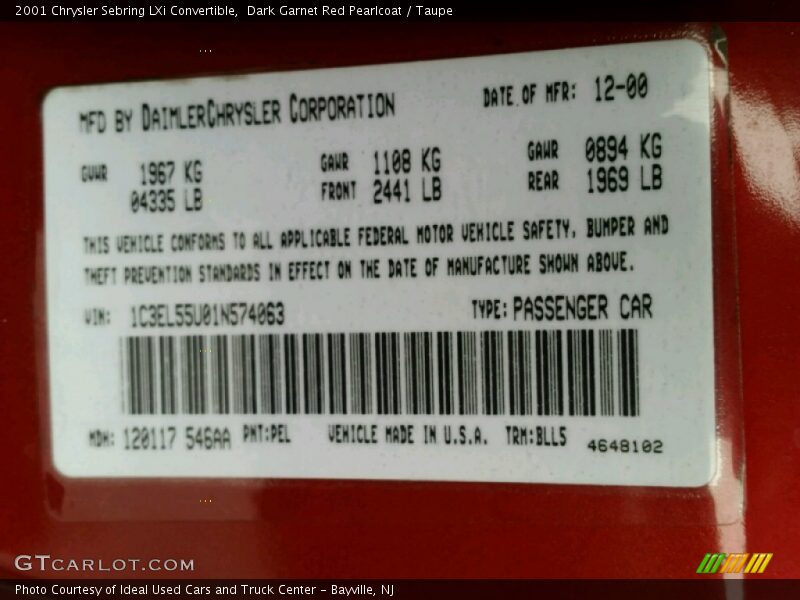 2001 Chrysler Sebring LXi Convertible,  Dark Garnet Red Pearlcoat / Taupe
MFD BY DAIMLERCHRYSLER CORPORATION DATE OF MFR: 12-00
GVWR 1967 KG GAWR 1108 KG GAWR 0894 KG
04335 LB FRONT 2441 LB REAR 1969 LB
THIS VEHICLE CONFORMS TO ALL APPLICABLE FEDERAL MOTOR VEHICLE SAFETY, BUMPER AND
THEFT PREVENTION STANDARDS IN EFFECT ON THE DATE OF MANUFACTURE SHOWN ABOVE.
VIN: 1C3EL55U01N574063 TYPE: PASSENGER CAR
MDH: 120117 546AA PNT:PEL VEHICLE MADE IN U.S.A. TRM:BLL5 4648102
GTCARLOT.COM
Photo Courtesy of Ideal Used Cars and Truck Center - Bayville, NJ